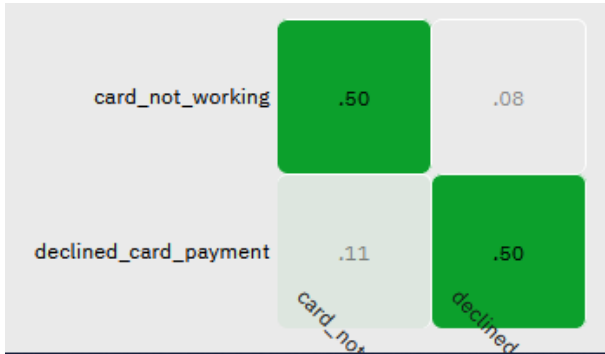 card_not_working .50 .08
declined_card_payment .11 .50
card_not
declined